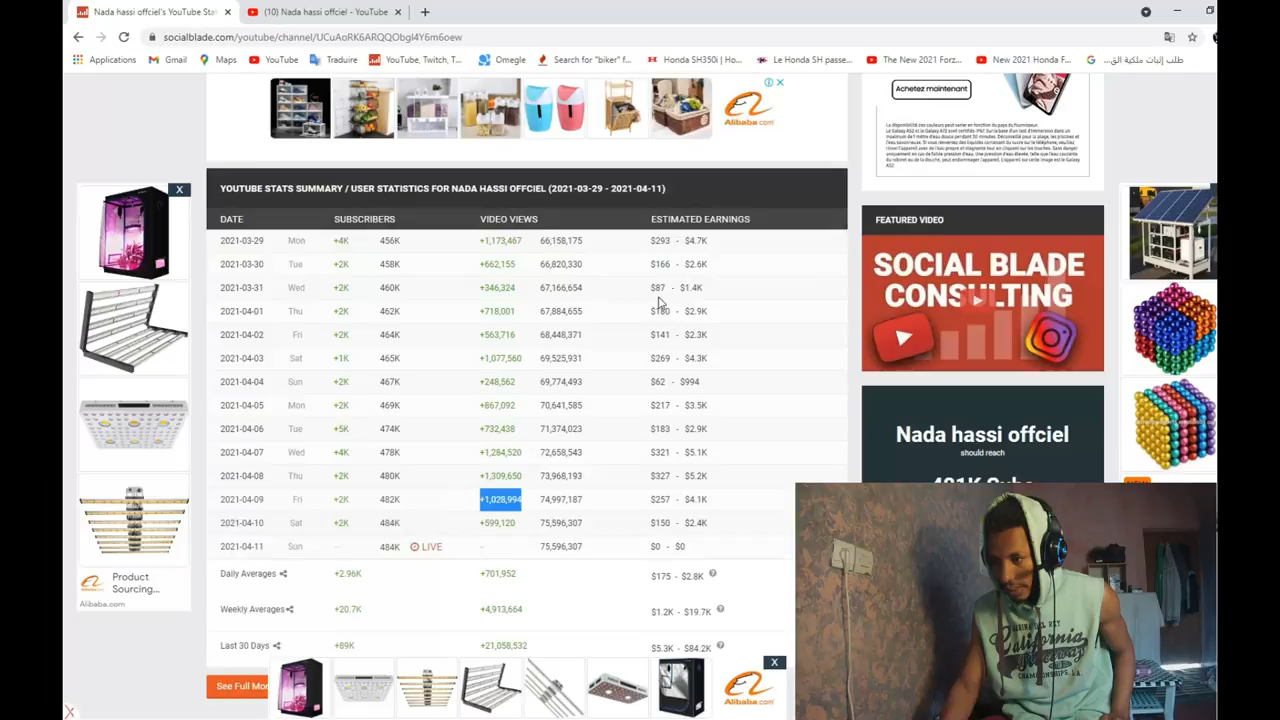 Nada hassi offciel's YouTube Stat
(10) Nada hassi offciel - YouTube
socialblade.com/youtube/channel/UCuAoRK6ARQQObgI4Y6m6oew
Applications
Gmail
Maps
YouTube
Traduire
YouTube, Twitch, T...
Omegle
Search for "biker" f...
Honda SH350i | Ho...
Le Honda SH passe...
The New 2021 Forz...
New 2021 Honda F...
طلب إثبات ملكية الق...
Alibaba.com
Achetez maintenant
YOUTUBE STATS SUMMARY / USER STATISTICS FOR NADA HASSI OFFCIEL (2021-03-29 - 2021-04-11)
DATE SUBSCRIBERS VIDEO VIEWS ESTIMATED EARNINGS
2021-03-29 Mon +4K 456K +1,173,467 66,158,175 $293 - $4.7K
2021-03-30 Tue +2K 458K +662,155 66,820,330 $166 - $2.6K
2021-03-31 Wed +2K 460K +346,324 67,166,654 $87 - $1.4K
2021-04-01 Thu +2K 462K +718,001 67,884,655 $180 - $2.9K
2021-04-02 Fri +2K 464K +563,716 68,448,371 $141 - $2.3K
2021-04-03 Sat +1K 465K +1,077,560 69,525,931 $269 - $4.3K
2021-04-04 Sun +2K 467K +248,562 69,774,493 $62 - $994
2021-04-05 Mon +2K 469K +867,092 70,641,585 $217 - $3.5K
2021-04-06 Tue +5K 474K +732,438 71,374,023 $183 - $2.9K
2021-04-07 Wed +4K 478K +1,284,520 72,658,543 $321 - $5.1K
2021-04-08 Thu +2K 480K +1,309,650 73,968,193 $327 - $5.2K
2021-04-09 Fri +2K 482K +1,028,994 74,997,187 $257 - $4.1K
2021-04-10 Sat +2K 484K +599,120 75,596,307 $150 - $2.4K
2021-04-11 Sun -- 484K LIVE -- 75,596,307 $0 - $0
Daily Averages +2.96K +701,952 $175 - $2.8K
Weekly Averages +20.7K +4,913,664 $1.2K - $19.7K
Last 30 Days +89K +21,058,532 $5.3K - $84.2K
See Full Mon
X
Product
Sourcing...
Alibaba.com
X
Alibaba.com
FEATURED VIDEO
SOCIAL BLADE
CONSULTING
Nada hassi offciel
should reach
California